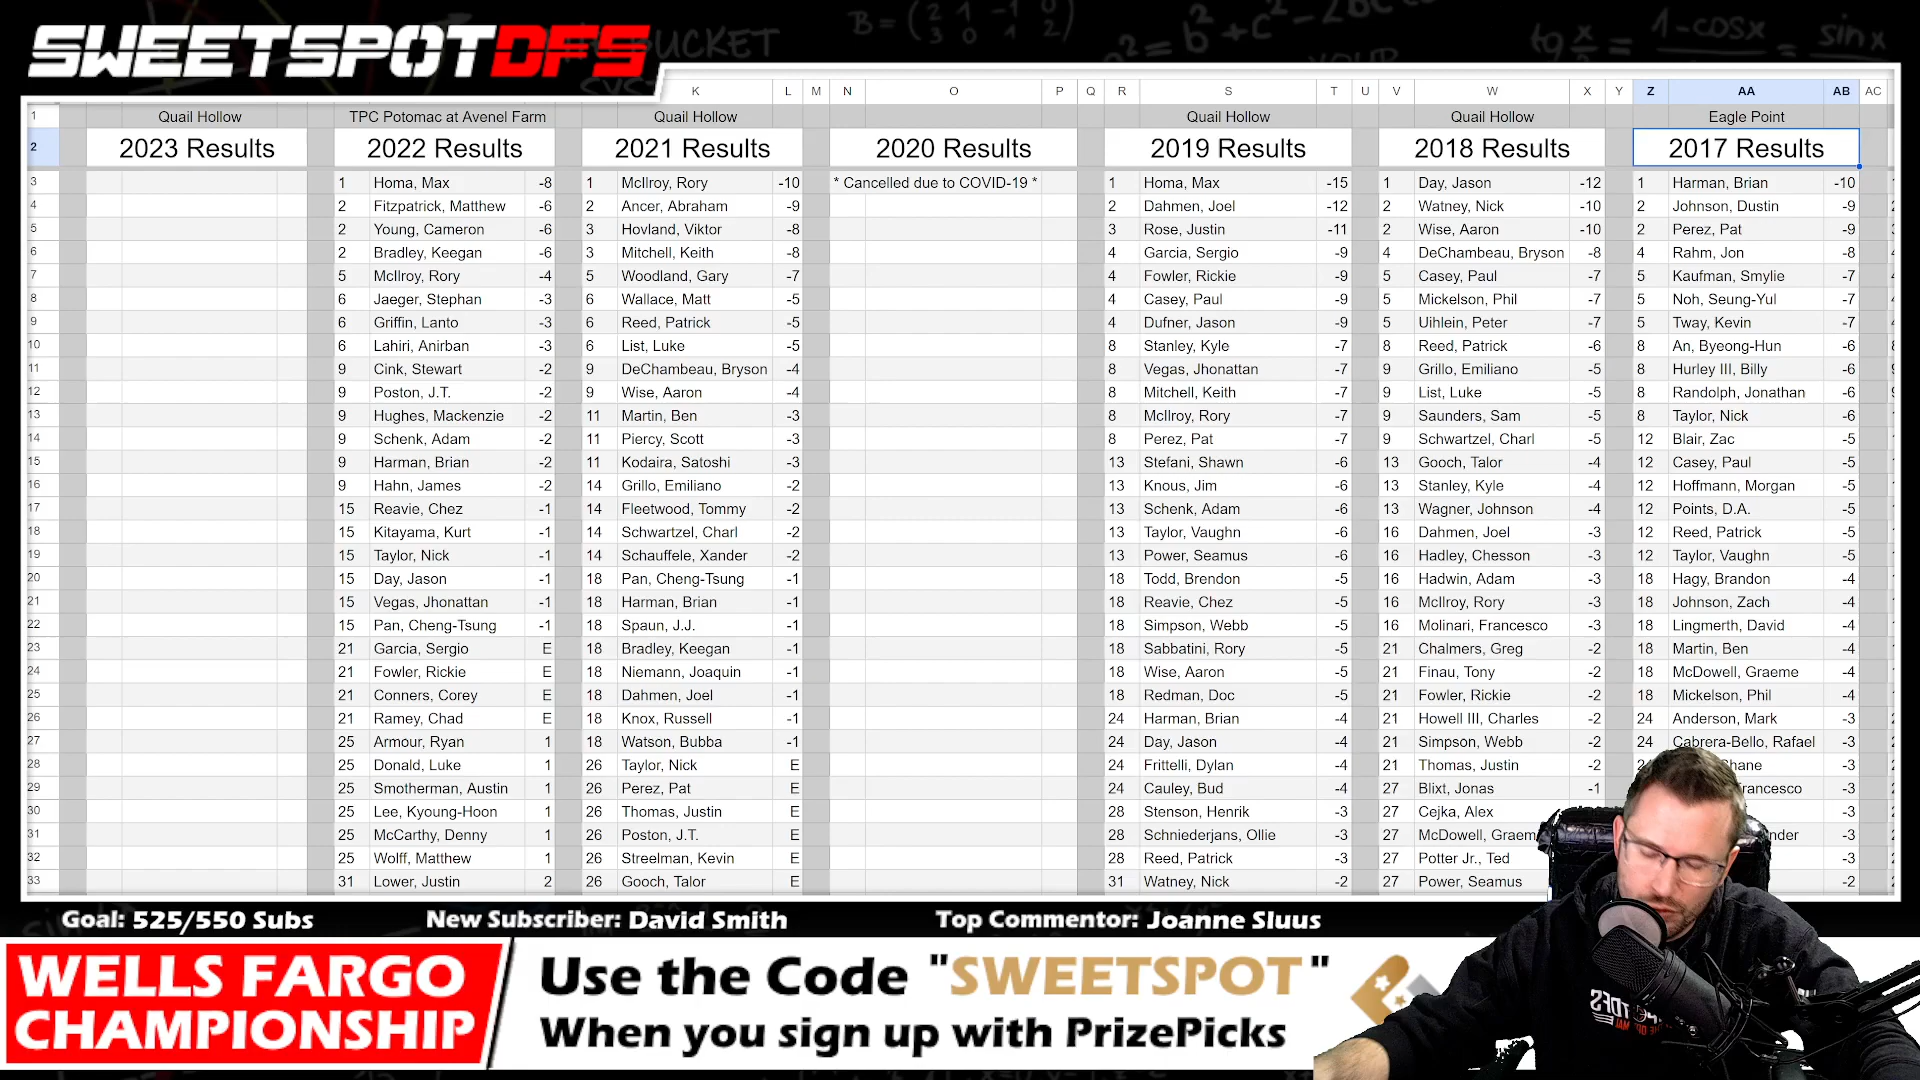 SWEETSPOTDFS
BUCKET
K L M N O P Q R S T U V W X Y Z AA AB AC
1 Quail Hollow TPC Potomac at Avenel Farm Quail Hollow Quail Hollow Quail Hollow Eagle Point
2 2023 Results 2022 Results 2021 Results 2020 Results 2019 Results 2018 Results 2017 Results
3 1 Homa, Max -8 1 McIlroy, Rory -10 * Cancelled due to COVID-19 * 1 Homa, Max -15 1 Day, Jason -12 1 Harman, Brian -10
4 2 Fitzpatrick, Matthew -6 2 Ancer, Abraham -9 2 Dahmen, Joel -12 2 Watney, Nick -10 2 Johnson, Dustin -9
5 2 Young, Cameron -6 3 Hovland, Viktor -8 3 Rose, Justin -11 2 Wise, Aaron -10 2 Perez, Pat -9
6 2 Bradley, Keegan -6 3 Mitchell, Keith -8 4 Garcia, Sergio -9 4 DeChambeau, Bryson -8 4 Rahm, Jon -8
7 5 McIlroy, Rory -4 5 Woodland, Gary -7 4 Fowler, Rickie -9 5 Casey, Paul -7 5 Kaufman, Smylie -7
8 6 Jaeger, Stephan -3 6 Wallace, Matt -5 4 Casey, Paul -9 5 Mickelson, Phil -7 5 Noh, Seung-Yul -7
9 6 Griffin, Lanto -3 6 Reed, Patrick -5 4 Dufner, Jason -9 5 Uihlein, Peter -7 5 Tway, Kevin -7
10 6 Lahiri, Anirban -3 6 List, Luke -5 8 Stanley, Kyle -7 8 Reed, Patrick -6 8 An, Byeong-Hun -6
11 9 Cink, Stewart -2 9 DeChambeau, Bryson -4 8 Vegas, Jhonattan -7 9 Grillo, Emiliano -5 8 Hurley III, Billy -6
12 9 Poston, J.T. -2 9 Wise, Aaron -4 8 Mitchell, Keith -7 9 List, Luke -5 8 Randolph, Jonathan -6
13 9 Hughes, Mackenzie -2 11 Martin, Ben -3 8 McIlroy, Rory -7 9 Saunders, Sam -5 8 Taylor, Nick -6
14 9 Schenk, Adam -2 11 Piercy, Scott -3 8 Perez, Pat -7 9 Schwartzel, Charl -5 12 Blair, Zac -5
15 9 Harman, Brian -2 11 Kodaira, Satoshi -3 13 Stefani, Shawn -6 13 Gooch, Talor -4 12 Casey, Paul -5
16 9 Hahn, James -2 14 Grillo, Emiliano -2 13 Knous, Jim -6 13 Stanley, Kyle -4 12 Hoffmann, Morgan -5
17 15 Reavie, Chez -1 14 Fleetwood, Tommy -2 13 Schenk, Adam -6 13 Wagner, Johnson -4 12 Points, D.A. -5
18 15 Kitayama, Kurt -1 14 Schwartzel, Charl -2 13 Taylor, Vaughn -6 16 Dahmen, Joel -3 12 Reed, Patrick -5
19 15 Taylor, Nick -1 14 Schauffele, Xander -2 13 Power, Seamus -6 16 Hadley, Chesson -3 12 Taylor, Vaughn -5
20 15 Day, Jason -1 18 Pan, Cheng-Tsung -1 18 Todd, Brendon -5 16 Hadwin, Adam -3 18 Hagy, Brandon -4
21 15 Vegas, Jhonattan -1 18 Harman, Brian -1 18 Reavie, Chez -5 16 McIlroy, Rory -3 18 Johnson, Zach -4
22 15 Pan, Cheng-Tsung -1 18 Spaun, J.J. -1 18 Simpson, Webb -5 16 Molinari, Francesco -3 18 Lingmerth, David -4
23 21 Garcia, Sergio E 18 Bradley, Keegan -1 18 Sabbatini, Rory -5 21 Chalmers, Greg -2 18 Martin, Ben -4
24 21 Fowler, Rickie E 18 Niemann, Joaquin -1 18 Wise, Aaron -5 21 Finau, Tony -2 18 McDowell, Graeme -4
25 21 Conners, Corey E 18 Dahmen, Joel -1 18 Redman, Doc -5 21 Fowler, Rickie -2 18 Mickelson, Phil -4
26 21 Ramey, Chad E 18 Knox, Russell -1 24 Harman, Brian -4 21 Howell III, Charles -2 24 Anderson, Mark -3
27 25 Armour, Ryan 1 18 Watson, Bubba -1 24 Day, Jason -4 21 Simpson, Webb -2 24 Cabrera-Bello, Rafael -3
28 25 Donald, Luke 1 26 Taylor, Nick E 24 Frittelli, Dylan -4 21 Thomas, Justin -2 -3
29 25 Smotherman, Austin 1 26 Perez, Pat E 24 Cauley, Bud -4 27 Blixt, Jonas -1 -3
30 25 Lee, Kyoung-Hoon 1 26 Thomas, Justin E 28 Stenson, Henrik -3 27 Cejka, Alex -3
31 25 McCarthy, Denny 1 26 Poston, J.T. E 28 Schniederjans, Ollie -3 27 McDowell, -3
32 25 Wolff, Matthew 1 26 Streelman, Kevin E 28 Reed, Patrick -3 27 Potter Jr., Ted -3
33 31 Lower, Justin 2 26 Gooch, Talor E 31 Watney, Nick -2 27 Power, Seamus -2
Goal: 525/550 Subs New Subscriber: David Smith Top Commentor: Joanne Sluus
WELLS FARGO
CHAMPIONSHIP
Use the Code "SWEETSPOT"
When you sign up with PrizePicks